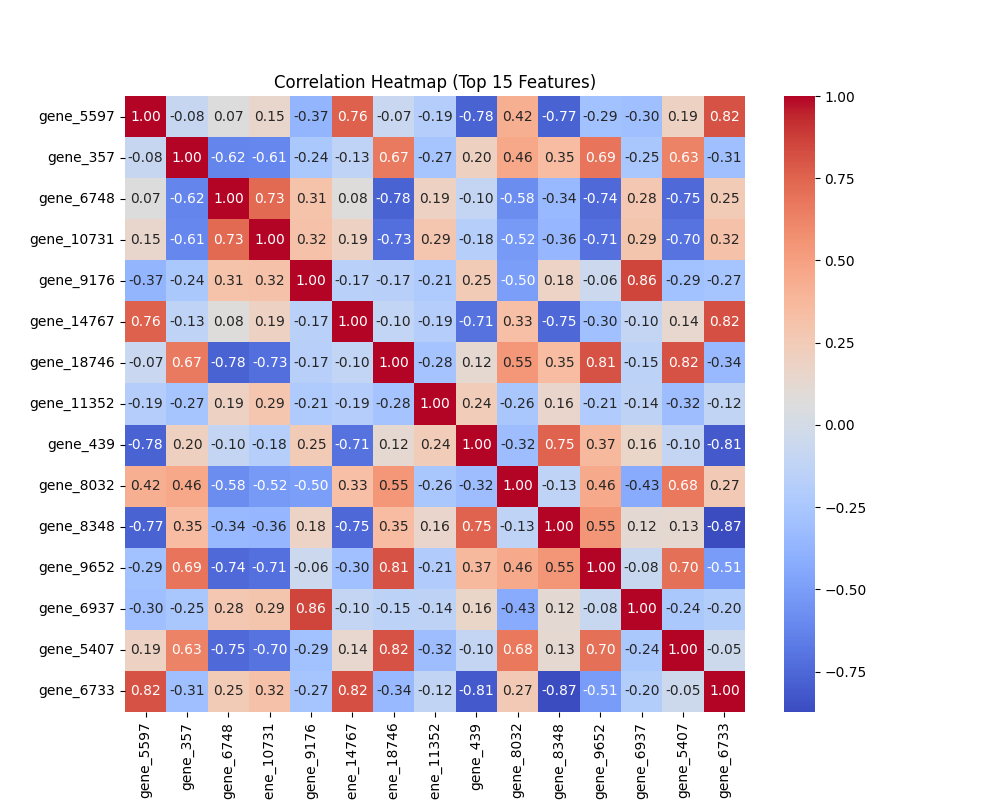 Correlation Heatmap (Top 15 Features)
gene_5597 1.00 -0.08 0.07 0.15 -0.37 0.76 -0.07 -0.19 -0.78 0.42 -0.77 -0.29 -0.30 0.19 0.82
gene_357 -0.08 1.00 -0.62 -0.61 -0.24 -0.13 0.67 -0.27 0.20 0.46 0.35 0.69 -0.25 0.63 -0.31
gene_6748 0.07 -0.62 1.00 0.73 0.31 0.08 -0.78 0.19 -0.10 -0.58 -0.34 -0.74 0.28 -0.75 0.25
gene_10731 0.15 -0.61 0.73 1.00 0.32 0.19 -0.73 0.29 -0.18 -0.52 -0.36 -0.71 0.29 -0.70 0.32
gene_9176 -0.37 -0.24 0.31 0.32 1.00 -0.17 -0.17 -0.21 0.25 -0.50 0.18 -0.06 0.86 -0.29 -0.27
gene_14767 0.76 -0.13 0.08 0.19 -0.17 1.00 -0.10 -0.19 -0.71 0.33 -0.75 -0.30 -0.10 0.14 0.82
gene_18746 -0.07 0.67 -0.78 -0.73 -0.17 -0.10 1.00 -0.28 0.12 0.55 0.35 0.81 -0.15 0.82 -0.34
gene_11352 -0.19 -0.27 0.19 0.29 -0.21 -0.19 -0.28 1.00 0.24 -0.26 0.16 -0.21 -0.14 -0.32 -0.12
gene_439 -0.78 0.20 -0.10 -0.18 0.25 -0.71 0.12 0.24 1.00 -0.32 0.75 0.37 0.16 -0.10 -0.81
gene_8032 0.42 0.46 -0.58 -0.52 -0.50 0.33 0.55 -0.26 -0.32 1.00 -0.13 0.46 -0.43 0.68 0.27
gene_8348 -0.77 0.35 -0.34 -0.36 0.18 -0.75 0.35 0.16 0.75 -0.13 1.00 0.55 0.12 0.13 -0.87
gene_9652 -0.29 0.69 -0.74 -0.71 -0.06 -0.30 0.81 -0.21 0.37 0.46 0.55 1.00 -0.08 0.70 -0.51
gene_6937 -0.30 -0.25 0.28 0.29 0.86 -0.10 -0.15 -0.14 0.16 -0.43 0.12 -0.08 1.00 -0.24 -0.20
gene_5407 0.19 0.63 -0.75 -0.70 -0.29 0.14 0.82 -0.32 -0.10 0.68 0.13 0.70 -0.24 1.00 -0.05
gene_6733 0.82 -0.31 0.25 0.32 -0.27 0.82 -0.34 -0.12 -0.81 0.27 -0.87 -0.51 -0.20 -0.05 1.00
gene_5597
gene_357
gene_6748
ene_10731
gene_9176
ene_14767
ene_18746
ene_11352
gene_439
gene_8032
gene_8348
gene_9652
gene_6937
gene_5407
gene_6733
1.00
0.75
0.50
0.25
0.00
−0.25
−0.50
−0.75